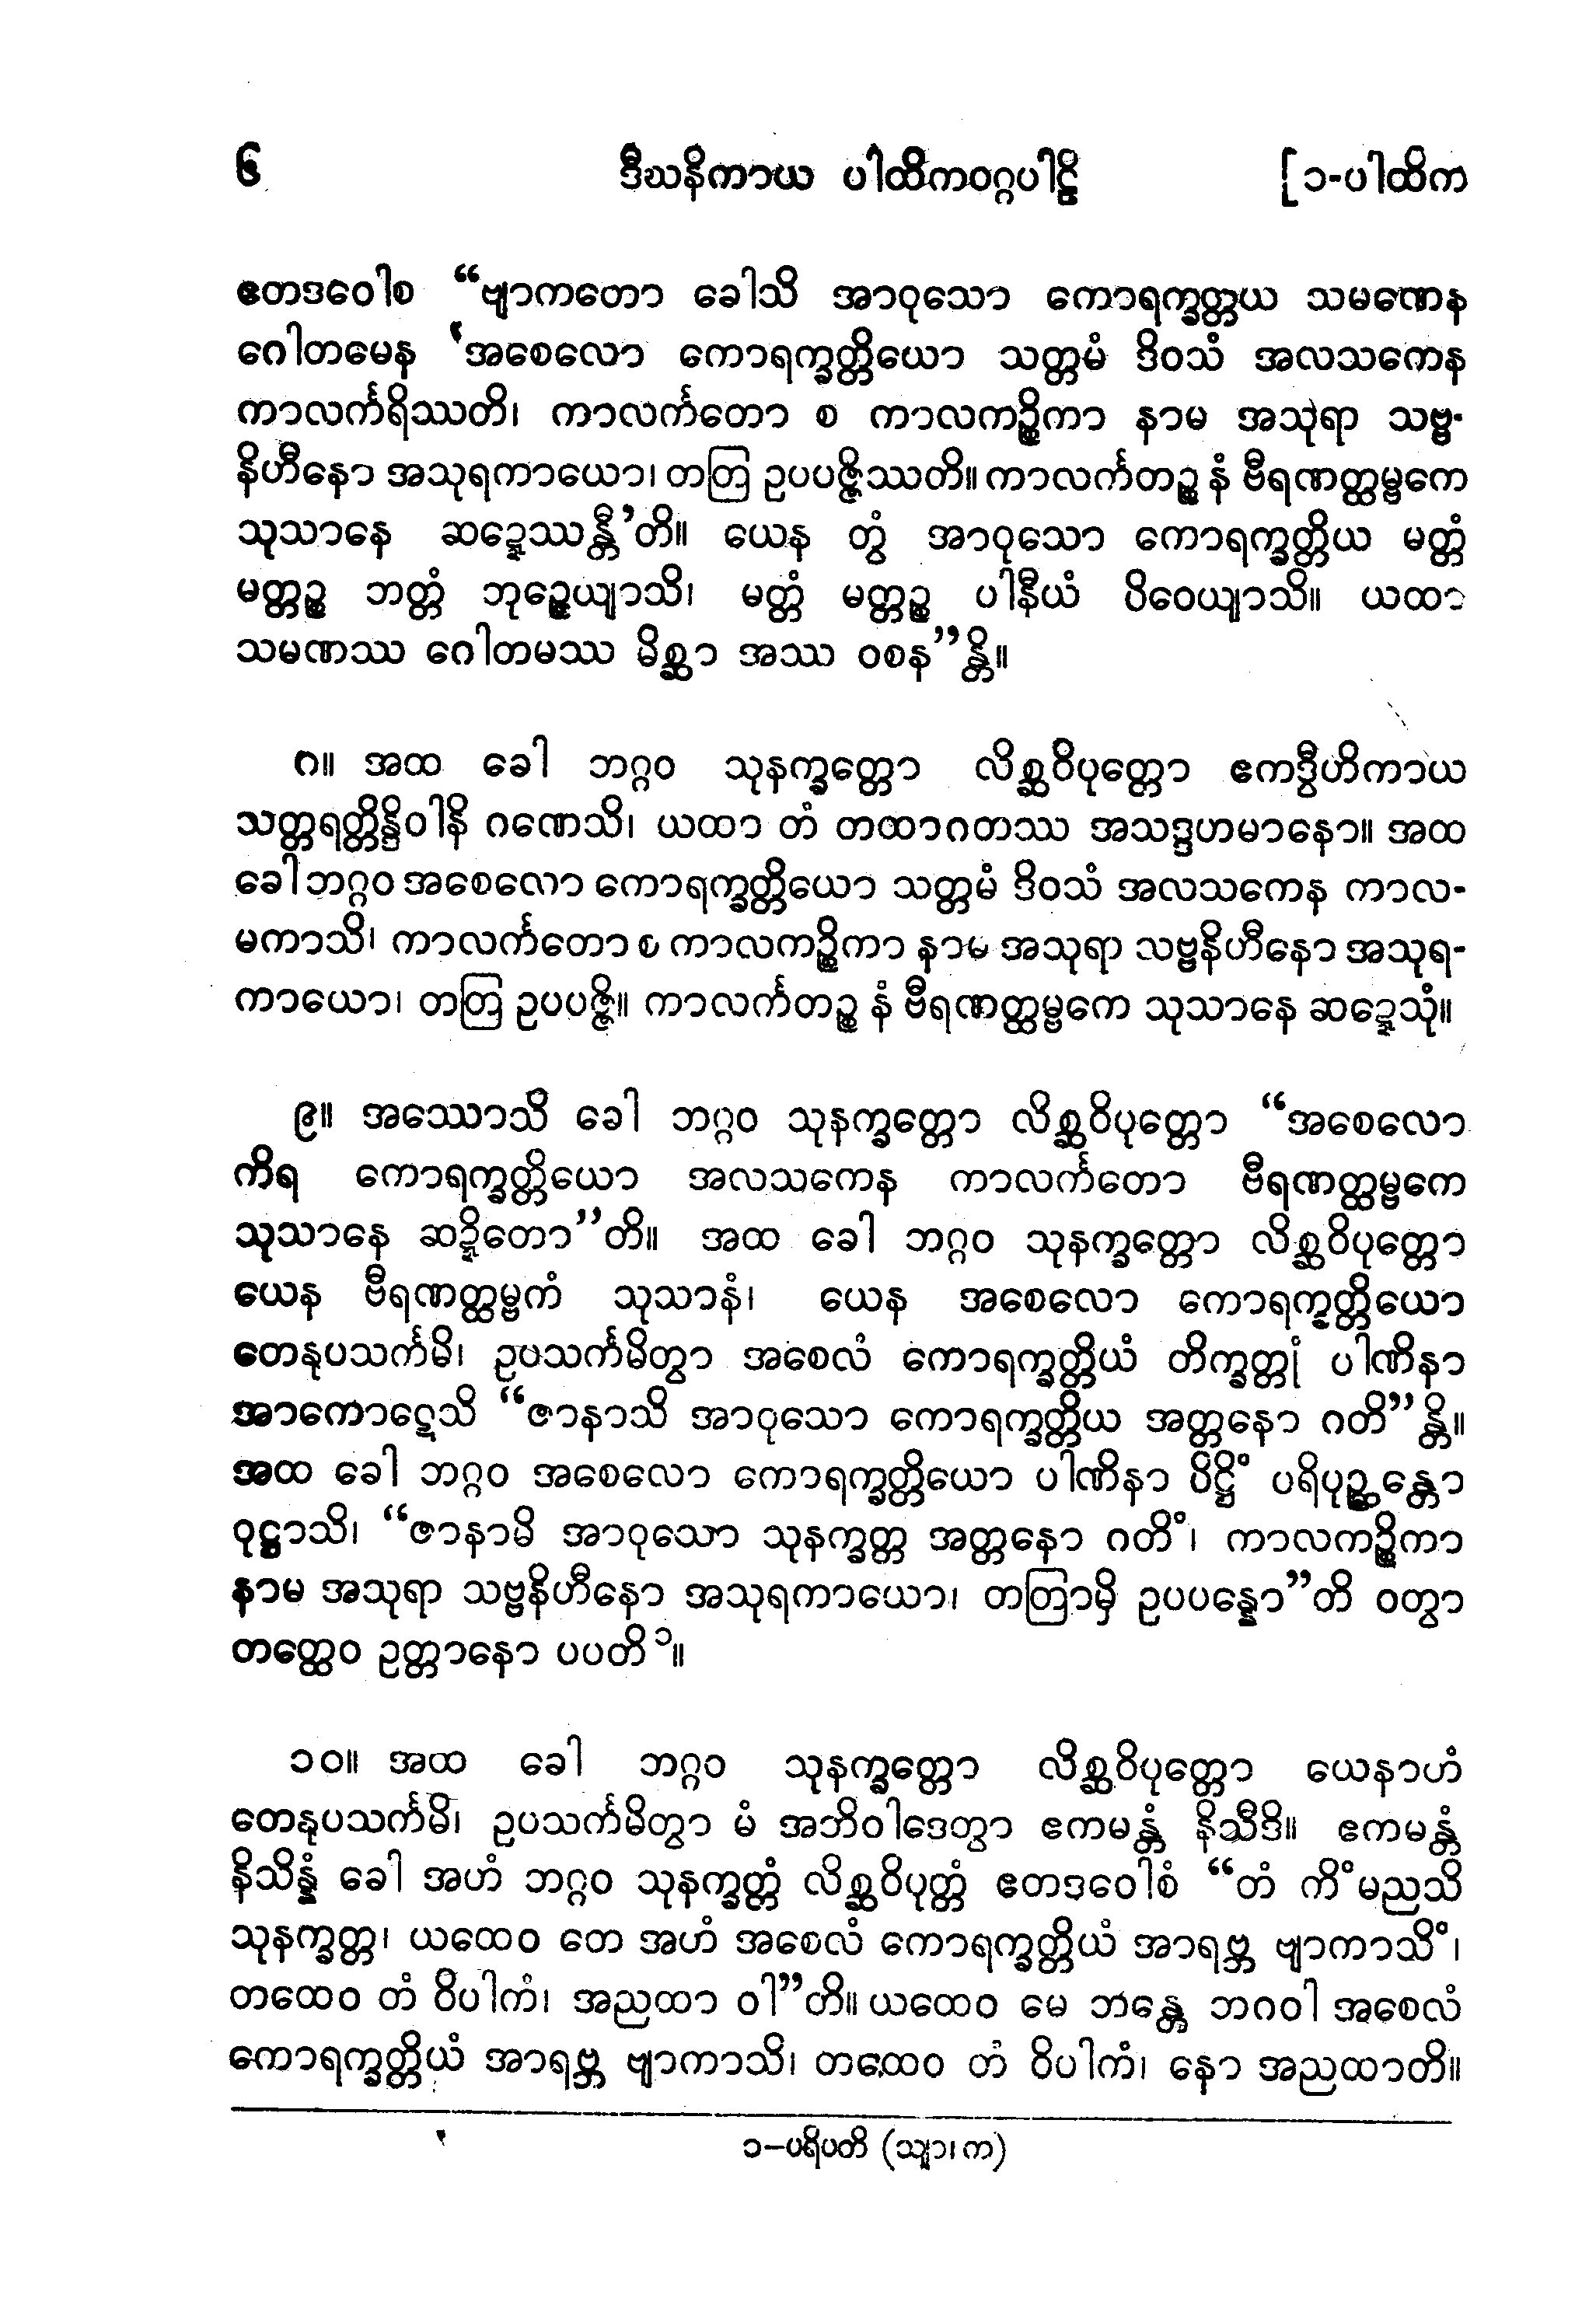 ၆ ဒီဃနိကာယ ပါထိကဝဂ္ဂပါဠိ [၁-ပါထိက
ဧတဒဝေါစ “ဗျာကတော ခေါသိ အာဝုသော ကောရက္ခတ္တယ သမဏေန
ဂေါတမေန ‘အစေလော ကောရက္ခတ္တိယော သတ္တမံ ဒိဝသံ အလသကေန
ကာလင်္ကရိဿတိ၊ ကာလင်္ကတော စ ကာလကဉ္စိကာ နာမ အသုရာ သဗ္ဗ-
နိဟီနော အသုရကာယော၊ တတြ ဥပပဇ္ဇိဿတိ။ ကာလင်္ကတဉ္စ နံ ဗီရဏတ္ထမ္ဗကေ
သုသာနေ ဆဍ္ဍေဿန္တီ’တိ။ ယေန တွံ အာဝုသော ကောရက္ခတ္တိယ မတ္တံ
မတ္တဉ္စ ဘတ္တံ ဘုဉ္ဇေယျာသိ၊ မတ္တံ မတ္တဉ္စ ပါနီယံ ပိဝေယျာသိ။ ယထာ
သမဏဿ ဂေါတမဿ မိစ္ဆာ အဿ ဝစန”န္တိ။
၈။ အထ ခေါ ဘဂ္ဂဝ သုနက္ခတ္တော လိစ္ဆဝိပုတ္တော ဧကဒွီဟိကာယ
သတ္တရတ္တိန္ဒိဝါနိ ဂဏေသိ၊ ယထာ တံ တထာဂတဿ အသဒ္ဒဟမာနော။ အထ
ခေါ ဘဂ္ဂဝ အစေလော ကောရက္ခတ္တိယော သတ္တမံ ဒိဝသံ အလသကေန ကာလ-
မကာသိ၊ ကာလင်္ကတော စ ကာလကဉ္စိကာ နာမ အသုရာ သဗ္ဗနိဟီနော အသုရ-
ကာယော၊ တတြ ဥပပဇ္ဇိ။ ကာလင်္ကတဉ္စ နံ ဗီရဏတ္ထမ္ဗကေ သုသာနေ ဆဍ္ဍေသုံ။
၉။ အဿောသိ ခေါ ဘဂ္ဂဝ သုနက္ခတ္တော လိစ္ဆဝိပုတ္တော “အစေလော
ကိရ ကောရက္ခတ္တိယော အလသကေန ကာလင်္ကတော ဗီရဏတ္ထမ္ဗကေ
သုသာနေ ဆဍ္ဍိတော”တိ။ အထ ခေါ ဘဂ္ဂဝ သုနက္ခတ္တော လိစ္ဆဝိပုတ္တော
ယေန ဗီရဏတ္ထမ္ဗကံ သုသာနံ၊ ယေန အစေလော ကောရက္ခတ္တိယော
တေနုပသင်္ကမိ၊ ဥပသင်္ကမိတွာ အစေလံ ကောရက္ခတ္တိယံ တိက္ခတ္တုံ ပါဏိနာ
အာကောဋေသိ “ဇာနာသိ အာဝုသော ကောရက္ခတ္တိယ အတ္တနော ဂတိ”န္တိ။
အထ ခေါ ဘဂ္ဂဝ အစေလော ကောရက္ခတ္တိယော ပါဏိနာ ပိဋ္ဌိံ ပရိပုဉ္ဆန္တော
ဝုဋ္ဌာသိ၊ “ဇာနာမိ အာဝုသော သုနက္ခတ္တ အတ္တနော ဂတိံ၊ ကာလကဉ္စိကာ
နာမ အသုရာ သဗ္ဗနိဟီနော အသုရကာယော၊ တတြာမှိ ဥပပန္နော”တိ ဝတွာ
တတ္ထေဝ ဥတ္တာနော ပပတိ ၁။
၁၀။ အထ ခေါ ဘဂ္ဂဝ သုနက္ခတ္တော လိစ္ဆဝိပုတ္တော ယေနာဟံ
တေနုပသင်္ကမိ၊ ဥပသင်္ကမိတွာ မံ အဘိဝါဒေတွာ ဧကမန္တံ နိသီဒိ။ ဧကမန္တံ
နိသိန္နံ ခေါ အဟံ ဘဂ္ဂဝ သုနက္ခတ္တံ လိစ္ဆဝိပုတ္တံ ဧတဒဝေါစံ “တံ ကိံ မညသိ
သုနက္ခတ္တ၊ ယထေဝ တေ အဟံ အစေလံ ကောရက္ခတ္တိယံ အာရဗ္ဘ ဗျာကာသိံ၊
တထေဝ တံ ဝိပါကံ၊ အညထာ ဝါ”တိ။ ယထေဝ မေ ဘန္တေ ဘဂဝါ အစေလံ
ကောရက္ခတ္တိယံ အာရဗ္ဘ ဗျာကာသိ၊ တထေဝ တံ ဝိပါကံ၊ နော အညထာတိ။
၁-ပရိပတိ (သျာ၊ က)